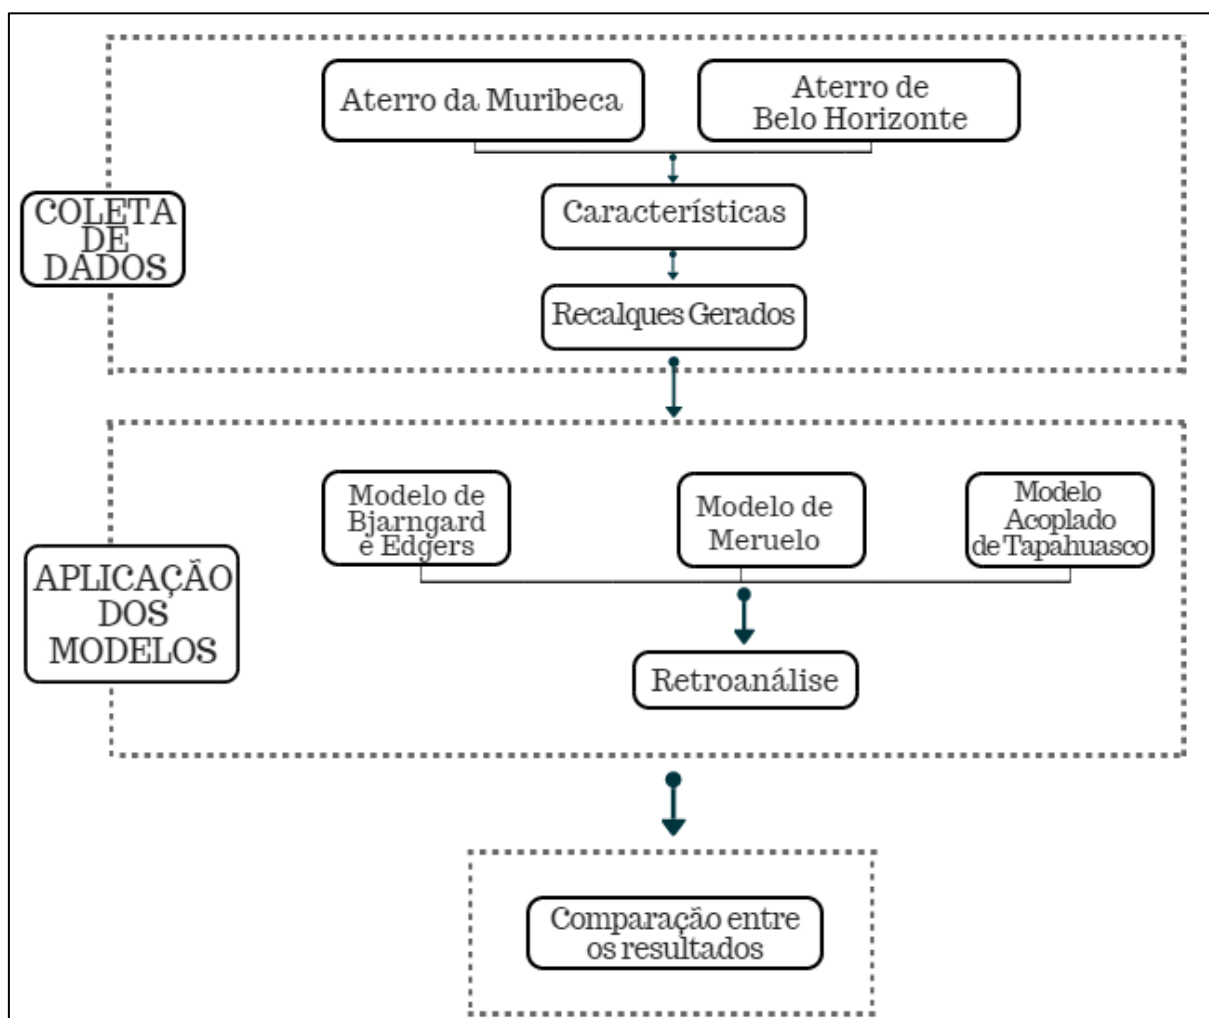 Aterro da Muribeca
Aterro de
Belo Horizonte
Característícas
Recalques Gerados
COLETA
DE
DADOS
Modelo de
Bjarngard
e Edgers
Modelo de
Meruelo
Modelo
Acoplado
de Tapahuasco
APLICAÇÃO
DOS
MODELOS
Retroanálise
Comparação entre
os resultados